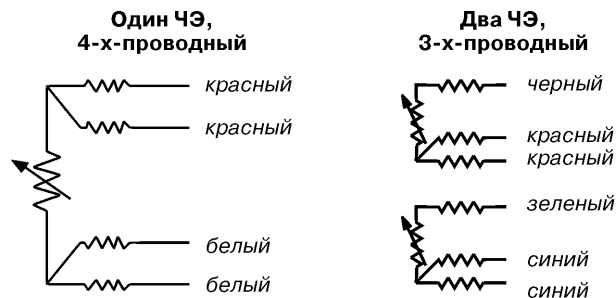 Один ЧЭ,
4-х-проводный
красный
красный
белый
белый
Два ЧЭ,
3-х-проводный
черный
красный
красный
зеленый
синий
синий